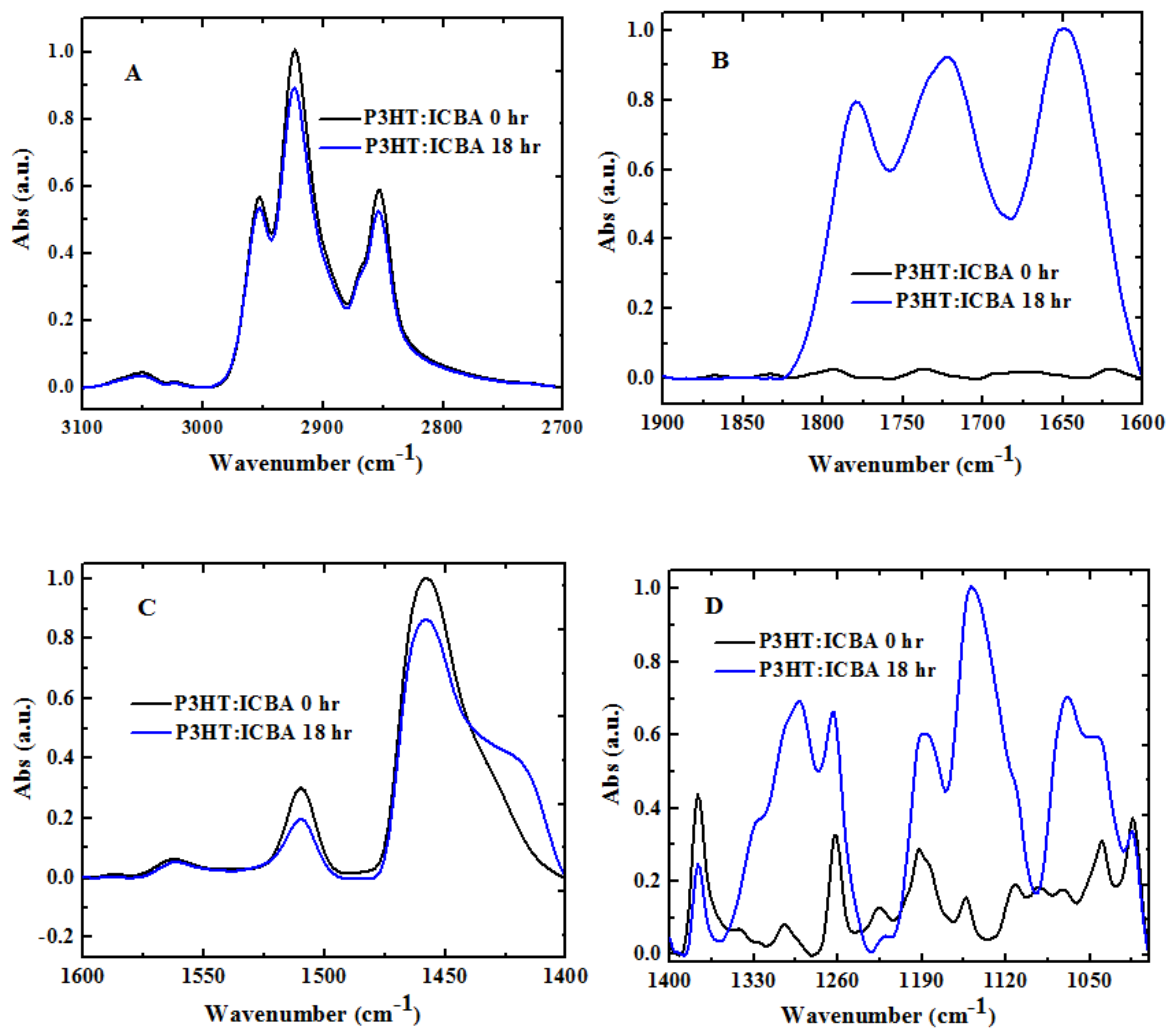 A
P3HT:ICBA 0 hr
P3HT:ICBA 18 hr
Abs (a.u.)
1.0
0.8
0.6
0.4
0.2
0.0
3100 3000 2900 2800 2700
Wavenumber (cm-1)
B
P3HT:ICBA 0 hr
P3HT:ICBA 18 hr
Abs (a.u.)
1.0
0.8
0.6
0.4
0.2
0.0
1900 1850 1800 1750 1700 1650 1600
Wavenumber (cm-1)
C
P3HT:ICBA 0 hr
P3HT:ICBA 18 hr
Abs (a.u.)
1.0
0.8
0.6
0.4
0.2
0.0
-0.2
1600 1550 1500 1450 1400
Wavenumber (cm-1)
D
P3HT:ICBA 0 hr
P3HT:ICBA 18 hr
Abs (a.u.)
1.0
0.8
0.6
0.4
0.2
0.0
1400 1330 1260 1190 1120 1050
Wavenumber (cm-1)